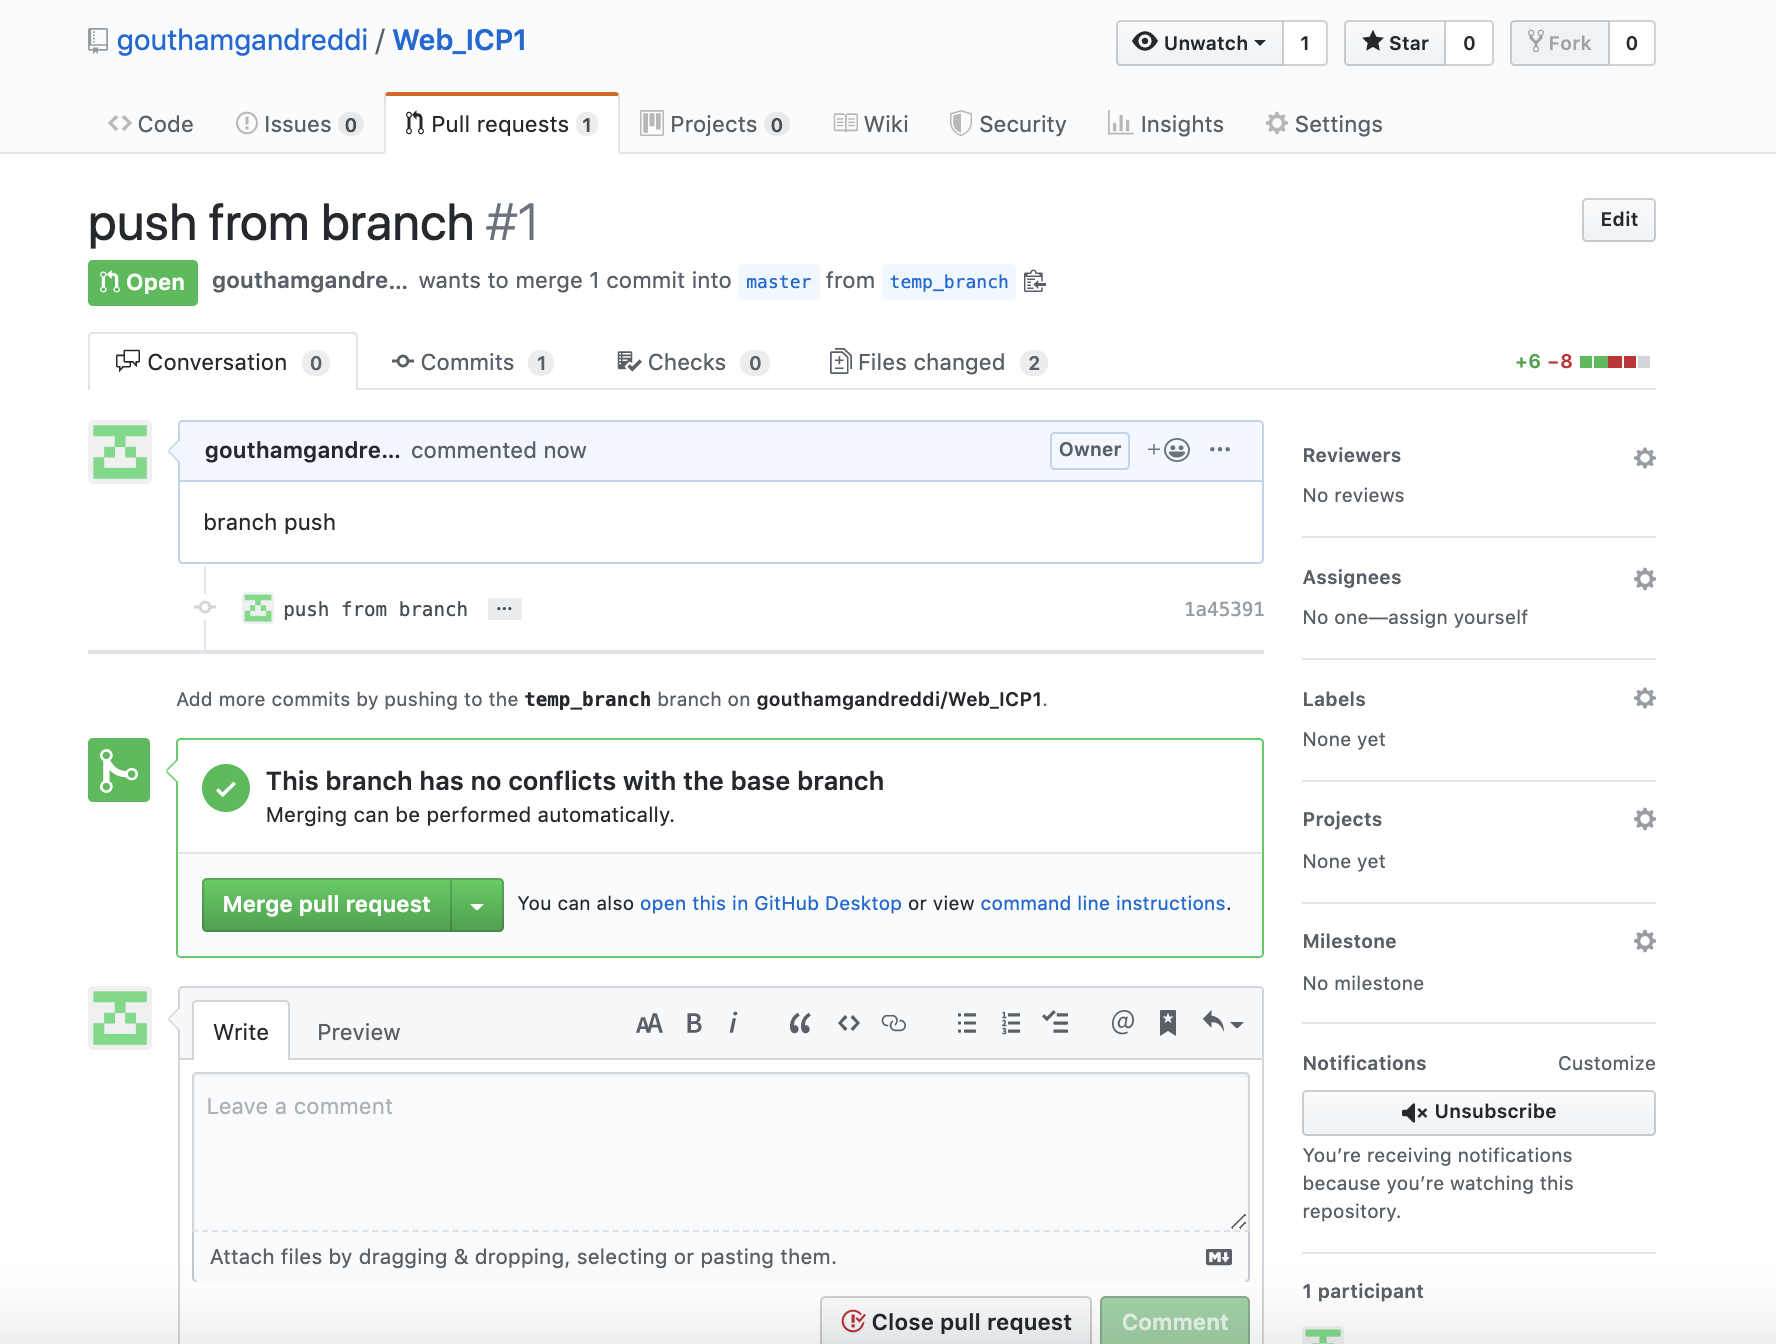 gouthamgandreddi / Web_ICP1
Unwatch 1 Star 0 Fork 0
Code Issues 0 Pull requests 1 Projects 0 Wiki Security Insights Settings
push from branch #1
Edit
Open gouthamgandre... wants to merge 1 commit into master from temp_branch
Conversation 0 Commits 1 Checks 0 Files changed 2 +6 −8
gouthamgandre... commented now Owner
branch push
push from branch ... 1a45391
Add more commits by pushing to the temp_branch branch on gouthamgandreddi/Web_ICP1.
This branch has no conflicts with the base branch
Merging can be performed automatically.
Merge pull request You can also open this in GitHub Desktop or view command line instructions.
Write Preview AA B i
Leave a comment
Attach files by dragging & dropping, selecting or pasting them.
Close pull request Comment
Reviewers
No reviews
Assignees
No one—assign yourself
Labels
None yet
Projects
None yet
Milestone
No milestone
Notifications Customize
Unsubscribe
You’re receiving notifications
because you’re watching this
repository.
1 participant